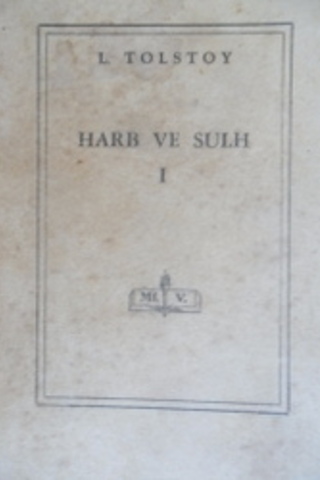 L. TOLSTOY
HARB VE SULH
I
M. V.